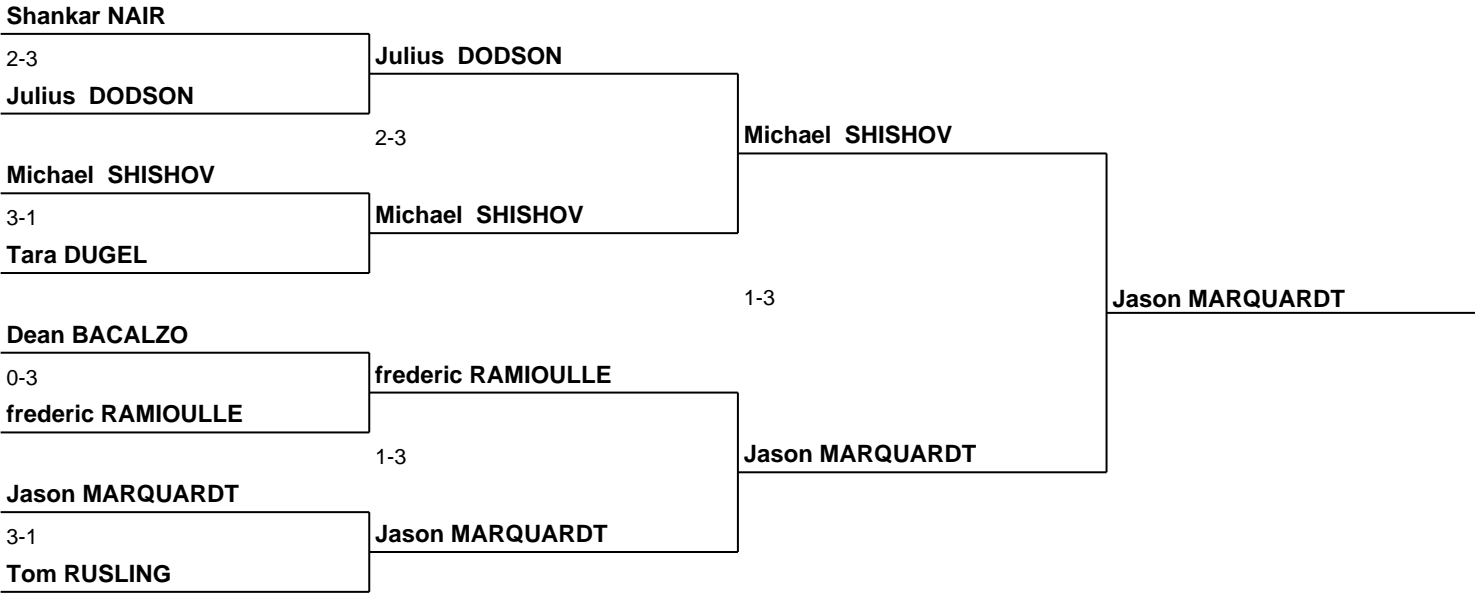 Shankar NAIR
2-3
Julius  DODSON
Julius  DODSON
2-3
Michael  SHISHOV
Michael  SHISHOV
3-1
Michael  SHISHOV
Tara DUGEL
1-3
Jason MARQUARDT
Dean BACALZO
0-3
frederic RAMIOULLE
frederic RAMIOULLE
1-3
Jason MARQUARDT
Jason MARQUARDT
3-1
Jason MARQUARDT
Tom RUSLING